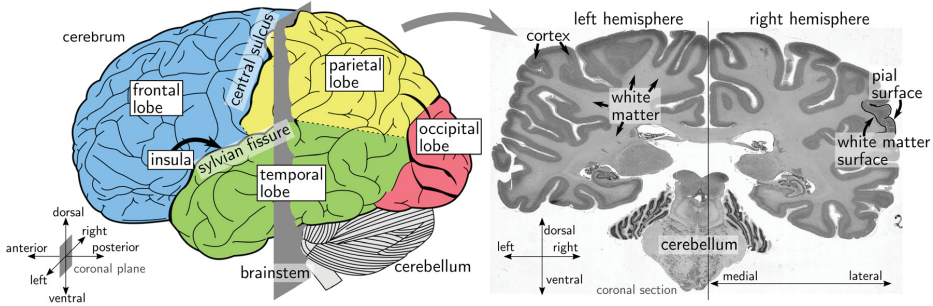 cerebrum
central sulcus
frontal
lobe
parietal
lobe
occipital
lobe
insula
sylvian fissure
temporal
lobe
brainstem
cerebellum
dorsal
right
anterior
posterior
left
coronal plane
ventral
left hemisphere
right hemisphere
cortex
white
matter
pial
surface
white matter
surface
cerebellum
dorsal
left
right
ventral
coronal section
medial
lateral